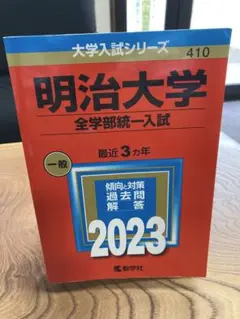 大学入試シリーズ
410
明治大学
全学部統一入試
一般
最近3カ年
傾向と対策
過去問
解答
2023
教学社